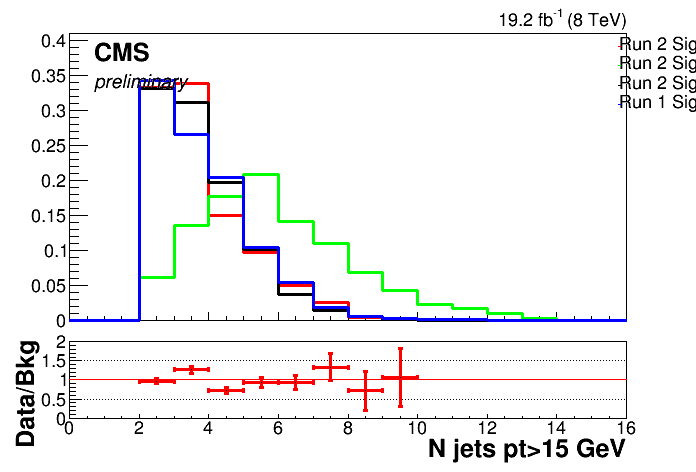 19.2 fb⁻¹ (8 TeV)
CMS
preliminary
Run 2 Sig
Run 2 Sig
Run 2 Sig
Run 1 Sig
0.4
0.35
0.3
0.25
0.2
0.15
0.1
0.05
0
Data/Bkg
2
1.5
1
0.5
0
0 2 4 6 8 10 12 14 16
N jets pt>15 GeV